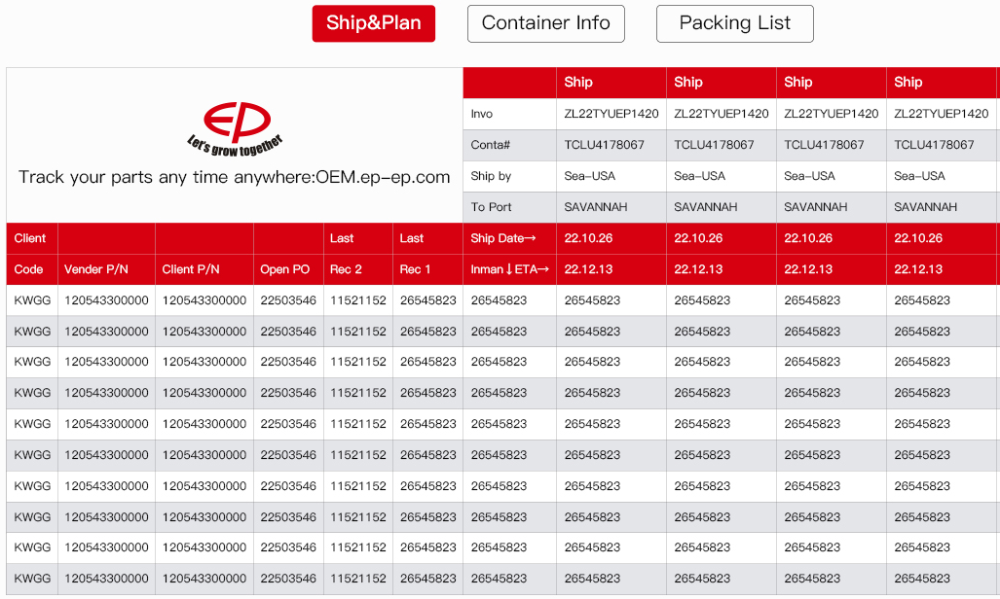 Ship&Plan Container Info Packing List
Ship Ship Ship Ship
Invo ZL22TYUEP1420 ZL22TYUEP1420 ZL22TYUEP1420 ZL22TYUEP1420
EP
Let's grow together
Conta# TCLU4178067 TCLU4178067 TCLU4178067 TCLU4178067
Track your parts any time anywhere:OEM.ep-ep.com
Ship by Sea-USA Sea-USA Sea-USA Sea-USA
To Port SAVANNAH SAVANNAH SAVANNAH SAVANNAH
Client Last Last Ship Date→ 22.10.26 22.10.26 22.10.26 22.10.26
Code Vender P/N Client P/N Open PO Rec 2 Rec 1 Inman↓ETA→ 22.12.13 22.12.13 22.12.13 22.12.13
KWGG 120543300000 120543300000 22503546 11521152 26545823 26545823 26545823 26545823 26545823 26545823
KWGG 120543300000 120543300000 22503546 11521152 26545823 26545823 26545823 26545823 26545823 26545823
KWGG 120543300000 120543300000 22503546 11521152 26545823 26545823 26545823 26545823 26545823 26545823
KWGG 120543300000 120543300000 22503546 11521152 26545823 26545823 26545823 26545823 26545823 26545823
KWGG 120543300000 120543300000 22503546 11521152 26545823 26545823 26545823 26545823 26545823 26545823
KWGG 120543300000 120543300000 22503546 11521152 26545823 26545823 26545823 26545823 26545823 26545823
KWGG 120543300000 120543300000 22503546 11521152 26545823 26545823 26545823 26545823 26545823 26545823
KWGG 120543300000 120543300000 22503546 11521152 26545823 26545823 26545823 26545823 26545823 26545823
KWGG 120543300000 120543300000 22503546 11521152 26545823 26545823 26545823 26545823 26545823 26545823
KWGG 120543300000 120543300000 22503546 11521152 26545823 26545823 26545823 26545823 26545823 26545823